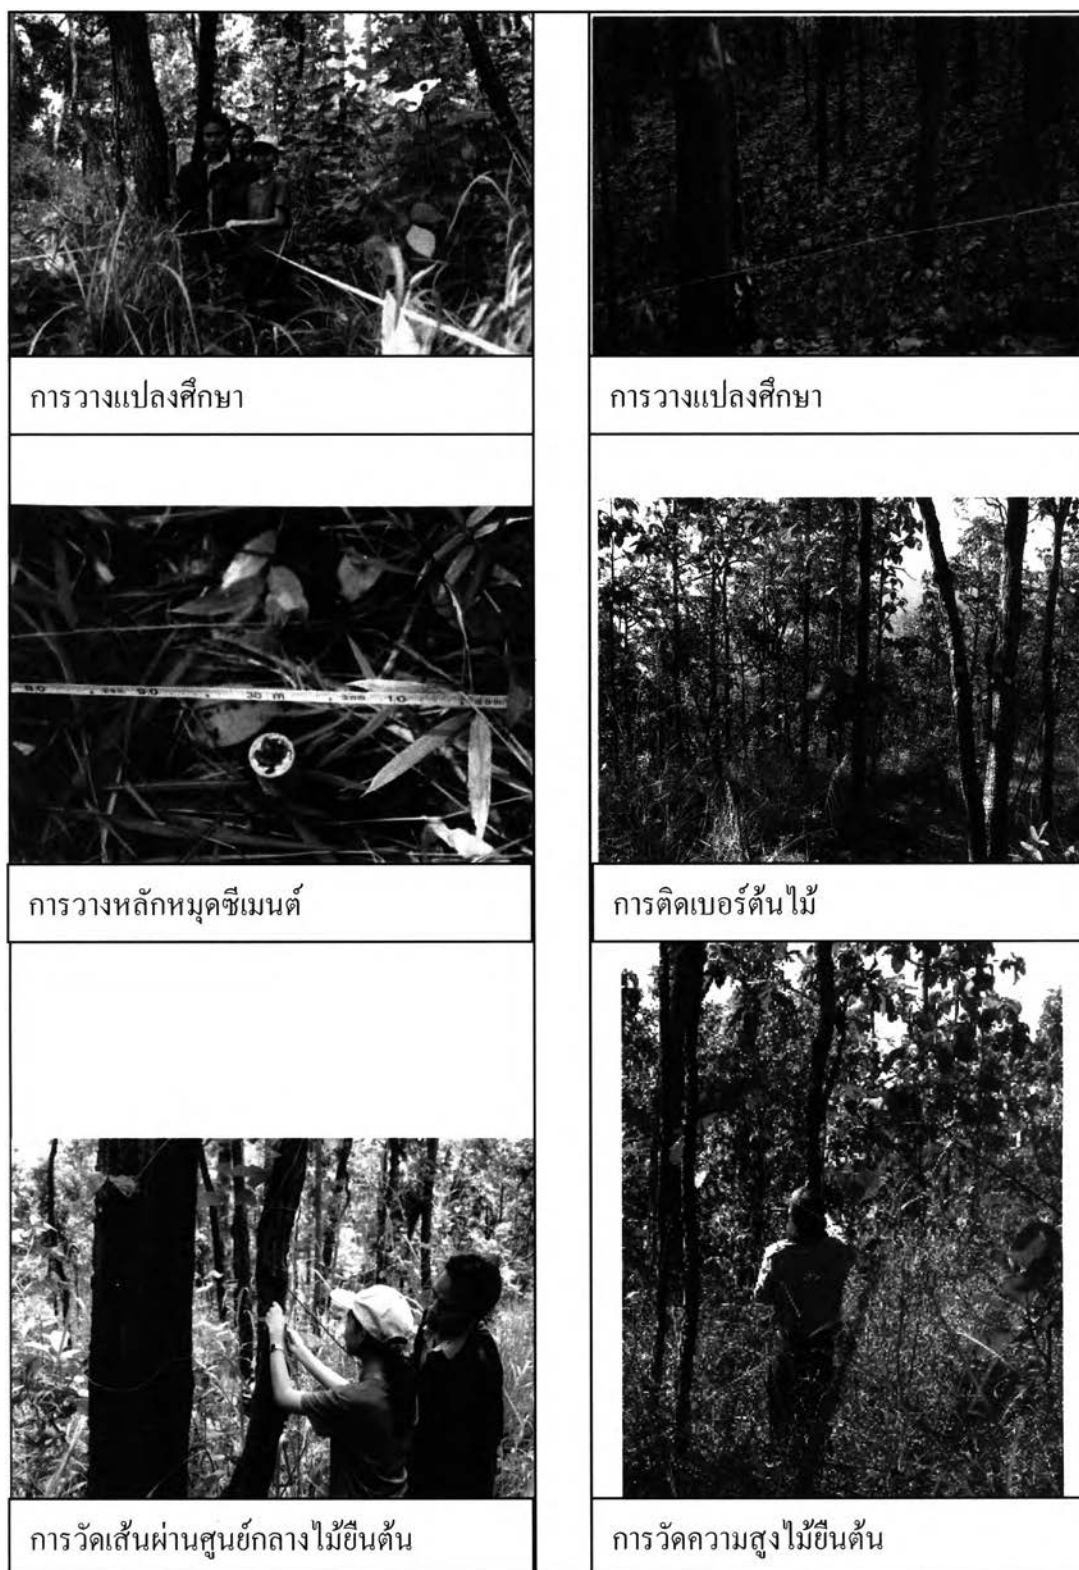 การวางแปลงศึกษา
การวางแปลงศึกษา
30 m
10
การวางหลักหมุดซีเมนต์
การติดเบอร์ต้นไม้
การวัดเส้นผ่านศูนย์กลางไม้ยืนต้น
การวัดความสูงไม้ยืนต้น